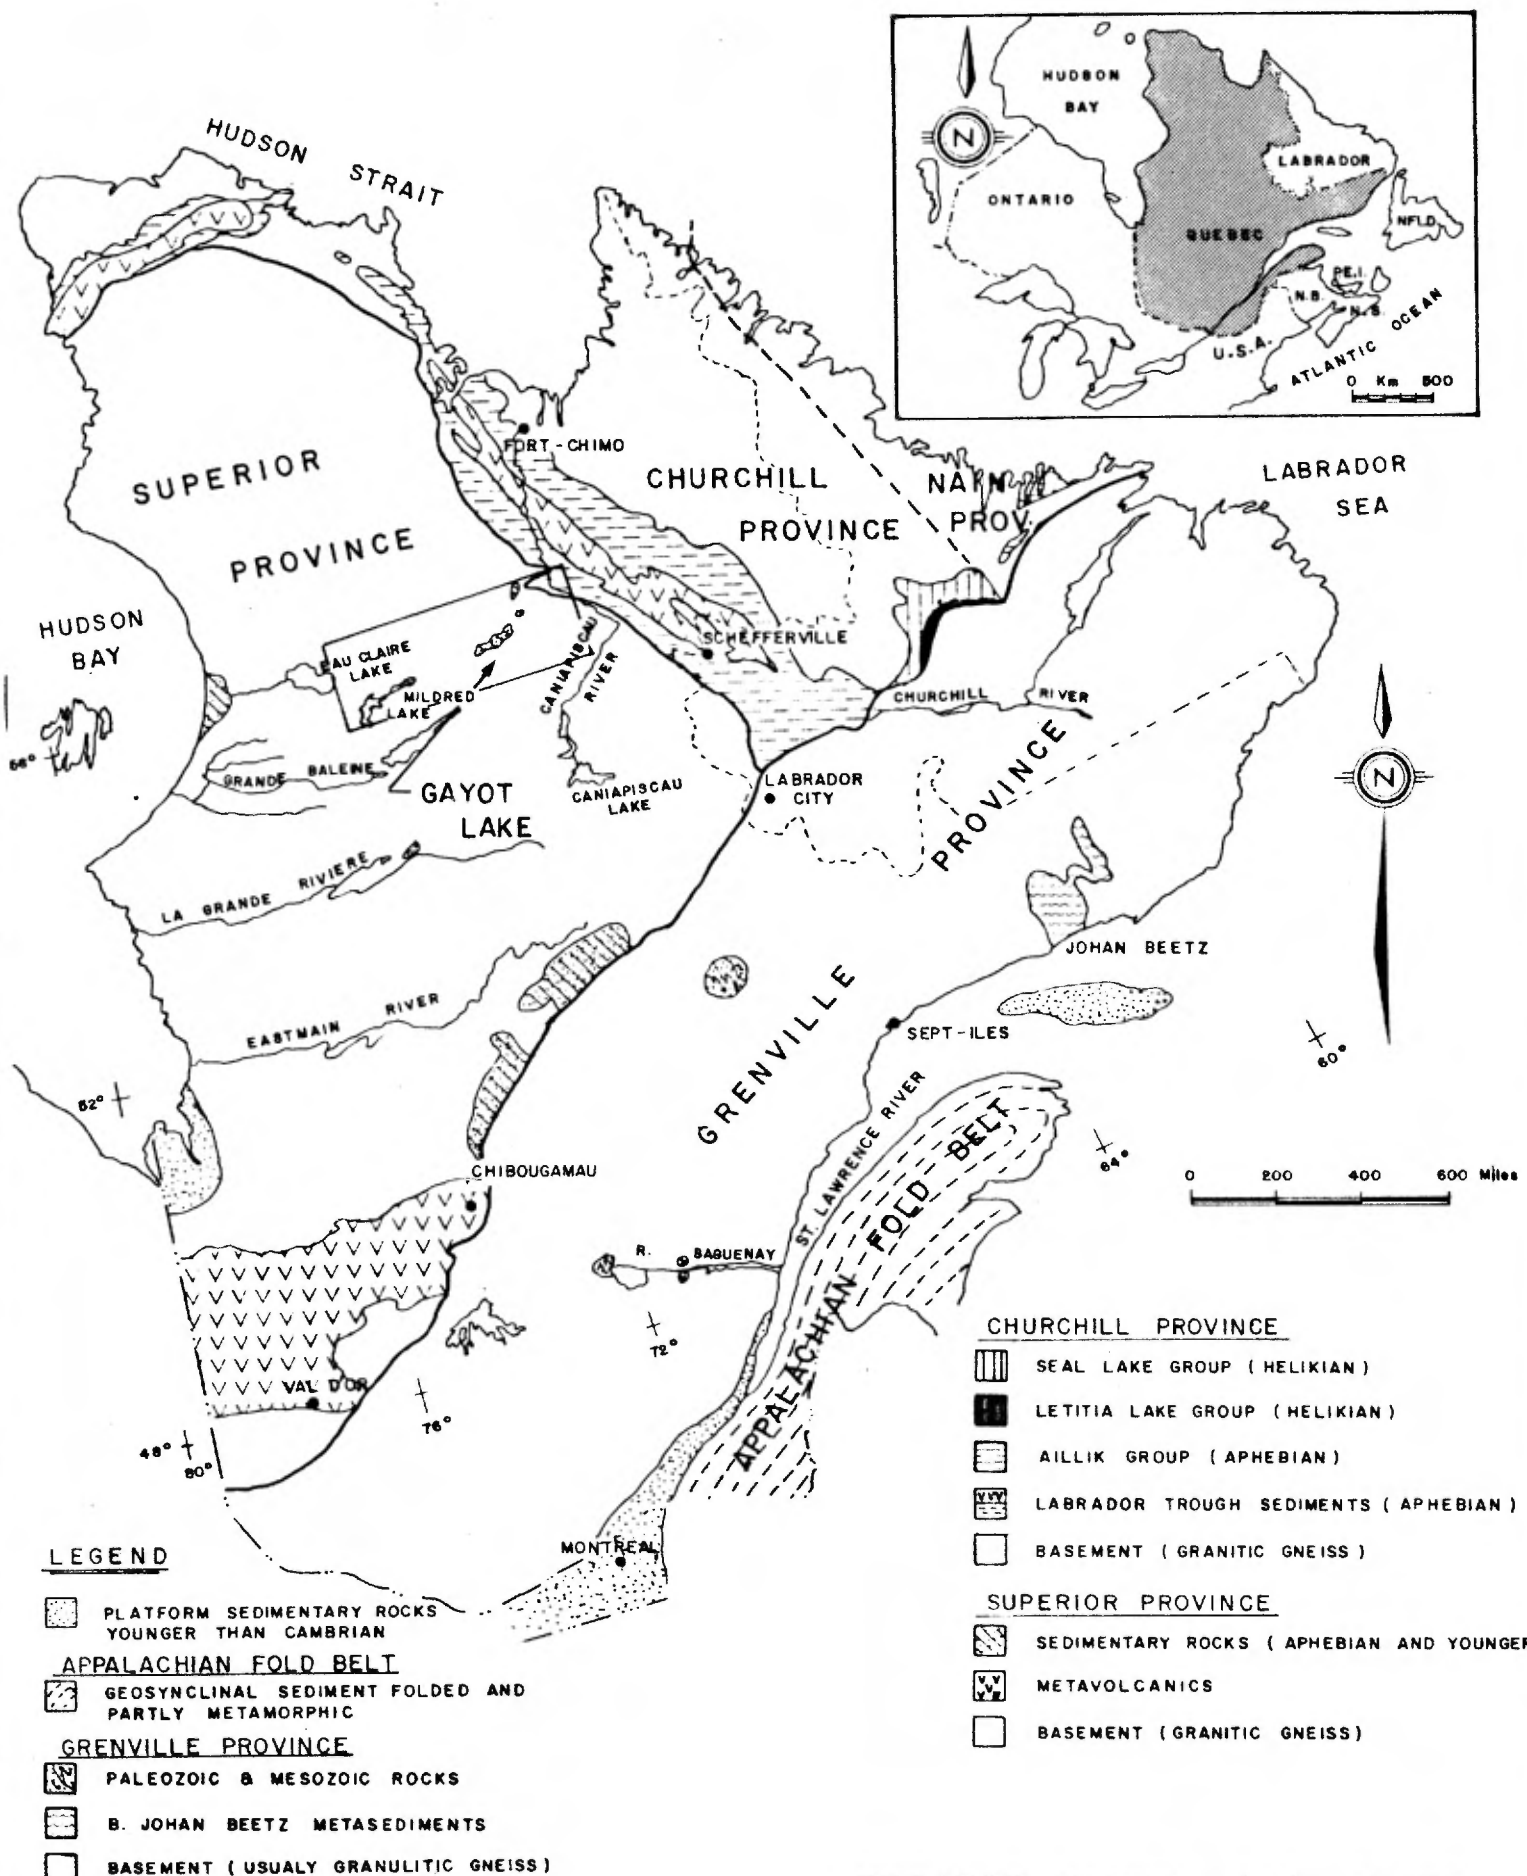 HUDSON
BAY
ONTARIO
QUEBEC
LABRADOR
NFLD
P.E.I.
N.B.
N.S.
U.S.A.
ATLANTIC OCEAN
0 Km 500
N
HUDSON STRAIT
SUPERIOR
PROVINCE
FORT-CHIMO
CHURCHILL
PROVINCE
NAIN
PROV.
LABRADOR
SEA
HUDSON
BAY
EAU CLAIRE
LAKE
MILDRED
LAKE
CANIAPISCAU
RIVER
SCHEFFERVILLE
CHURCHILL RIVER
56°
GRANDE BALEINE
GAYOT
LAKE
CANIAPISCAU
LAKE
LABRADOR
CITY
N
LA GRANDE RIVIERE
GRENVILLE PROVINCE
JOHAN BEETZ
EASTMAIN RIVER
SEPT-ILES
60°
52°
ST. LAWRENCE RIVER
APPALACHIAN FOLD BELT
64°
CHIBOUGAMAU
0 200 400 600 Miles
R. SAGUENAY
72°
VAL D'OR
76°
48°
80°
MONTREAL
LEGEND
PLATFORM SEDIMENTARY ROCKS
YOUNGER THAN CAMBRIAN
APPALACHIAN FOLD BELT
GEOSYNCLINAL SEDIMENT FOLDED AND
PARTLY METAMORPHIC
GRENVILLE PROVINCE
PALEOZOIC & MESOZOIC ROCKS
B. JOHAN BEETZ METASEDIMENTS
BASEMENT (USUALY GRANULITIC GNEISS)
CHURCHILL PROVINCE
SEAL LAKE GROUP (HELIKIAN)
LETITIA LAKE GROUP (HELIKIAN)
AILLIK GROUP (APHEBIAN)
LABRADOR TROUGH SEDIMENTS (APHEBIAN)
BASEMENT (GRANITIC GNEISS)
SUPERIOR PROVINCE
SEDIMENTARY ROCKS (APHEBIAN AND YOUNGER
METAVOLCANICS
BASEMENT (GRANITIC GNEISS)